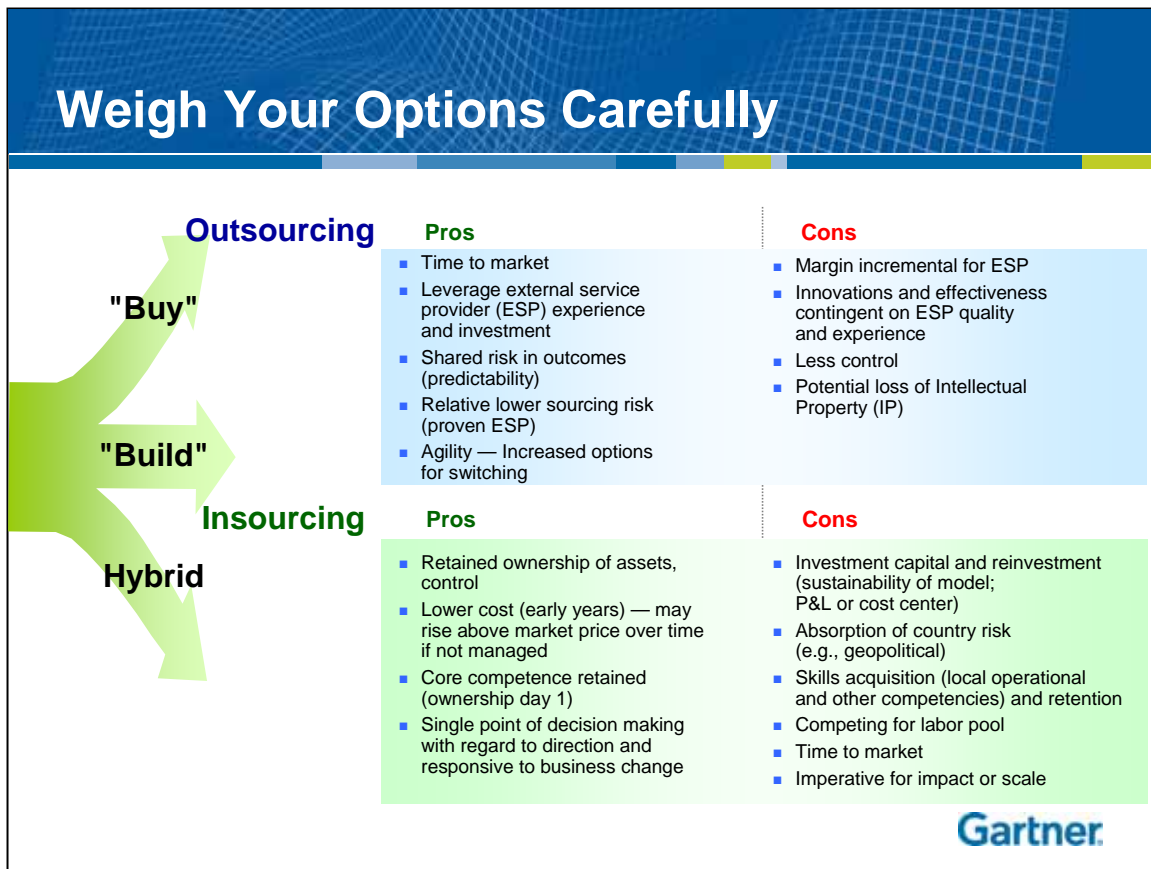 Weigh Your Options Carefully
Outsourcing
"Buy"
"Build"
Insourcing
Hybrid
Pros
Time to market
Leverage external service
provider (ESP) experience
and investment
Shared risk in outcomes
(predictability)
Relative lower sourcing risk
(proven ESP)
Agility — Increased options
for switching
Cons
Margin incremental for ESP
Innovations and effectiveness
contingent on ESP quality
and experience
Less control
Potential loss of Intellectual
Property (IP)
Pros
Retained ownership of assets,
control
Lower cost (early years) — may
rise above market price over time
if not managed
Core competence retained
(ownership day 1)
Single point of decision making
with regard to direction and
responsive to business change
Cons
Investment capital and reinvestment
(sustainability of model;
P&L or cost center)
Absorption of country risk
(e.g., geopolitical)
Skills acquisition (local operational
and other competencies) and retention
Competing for labor pool
Time to market
Imperative for impact or scale
Gartner